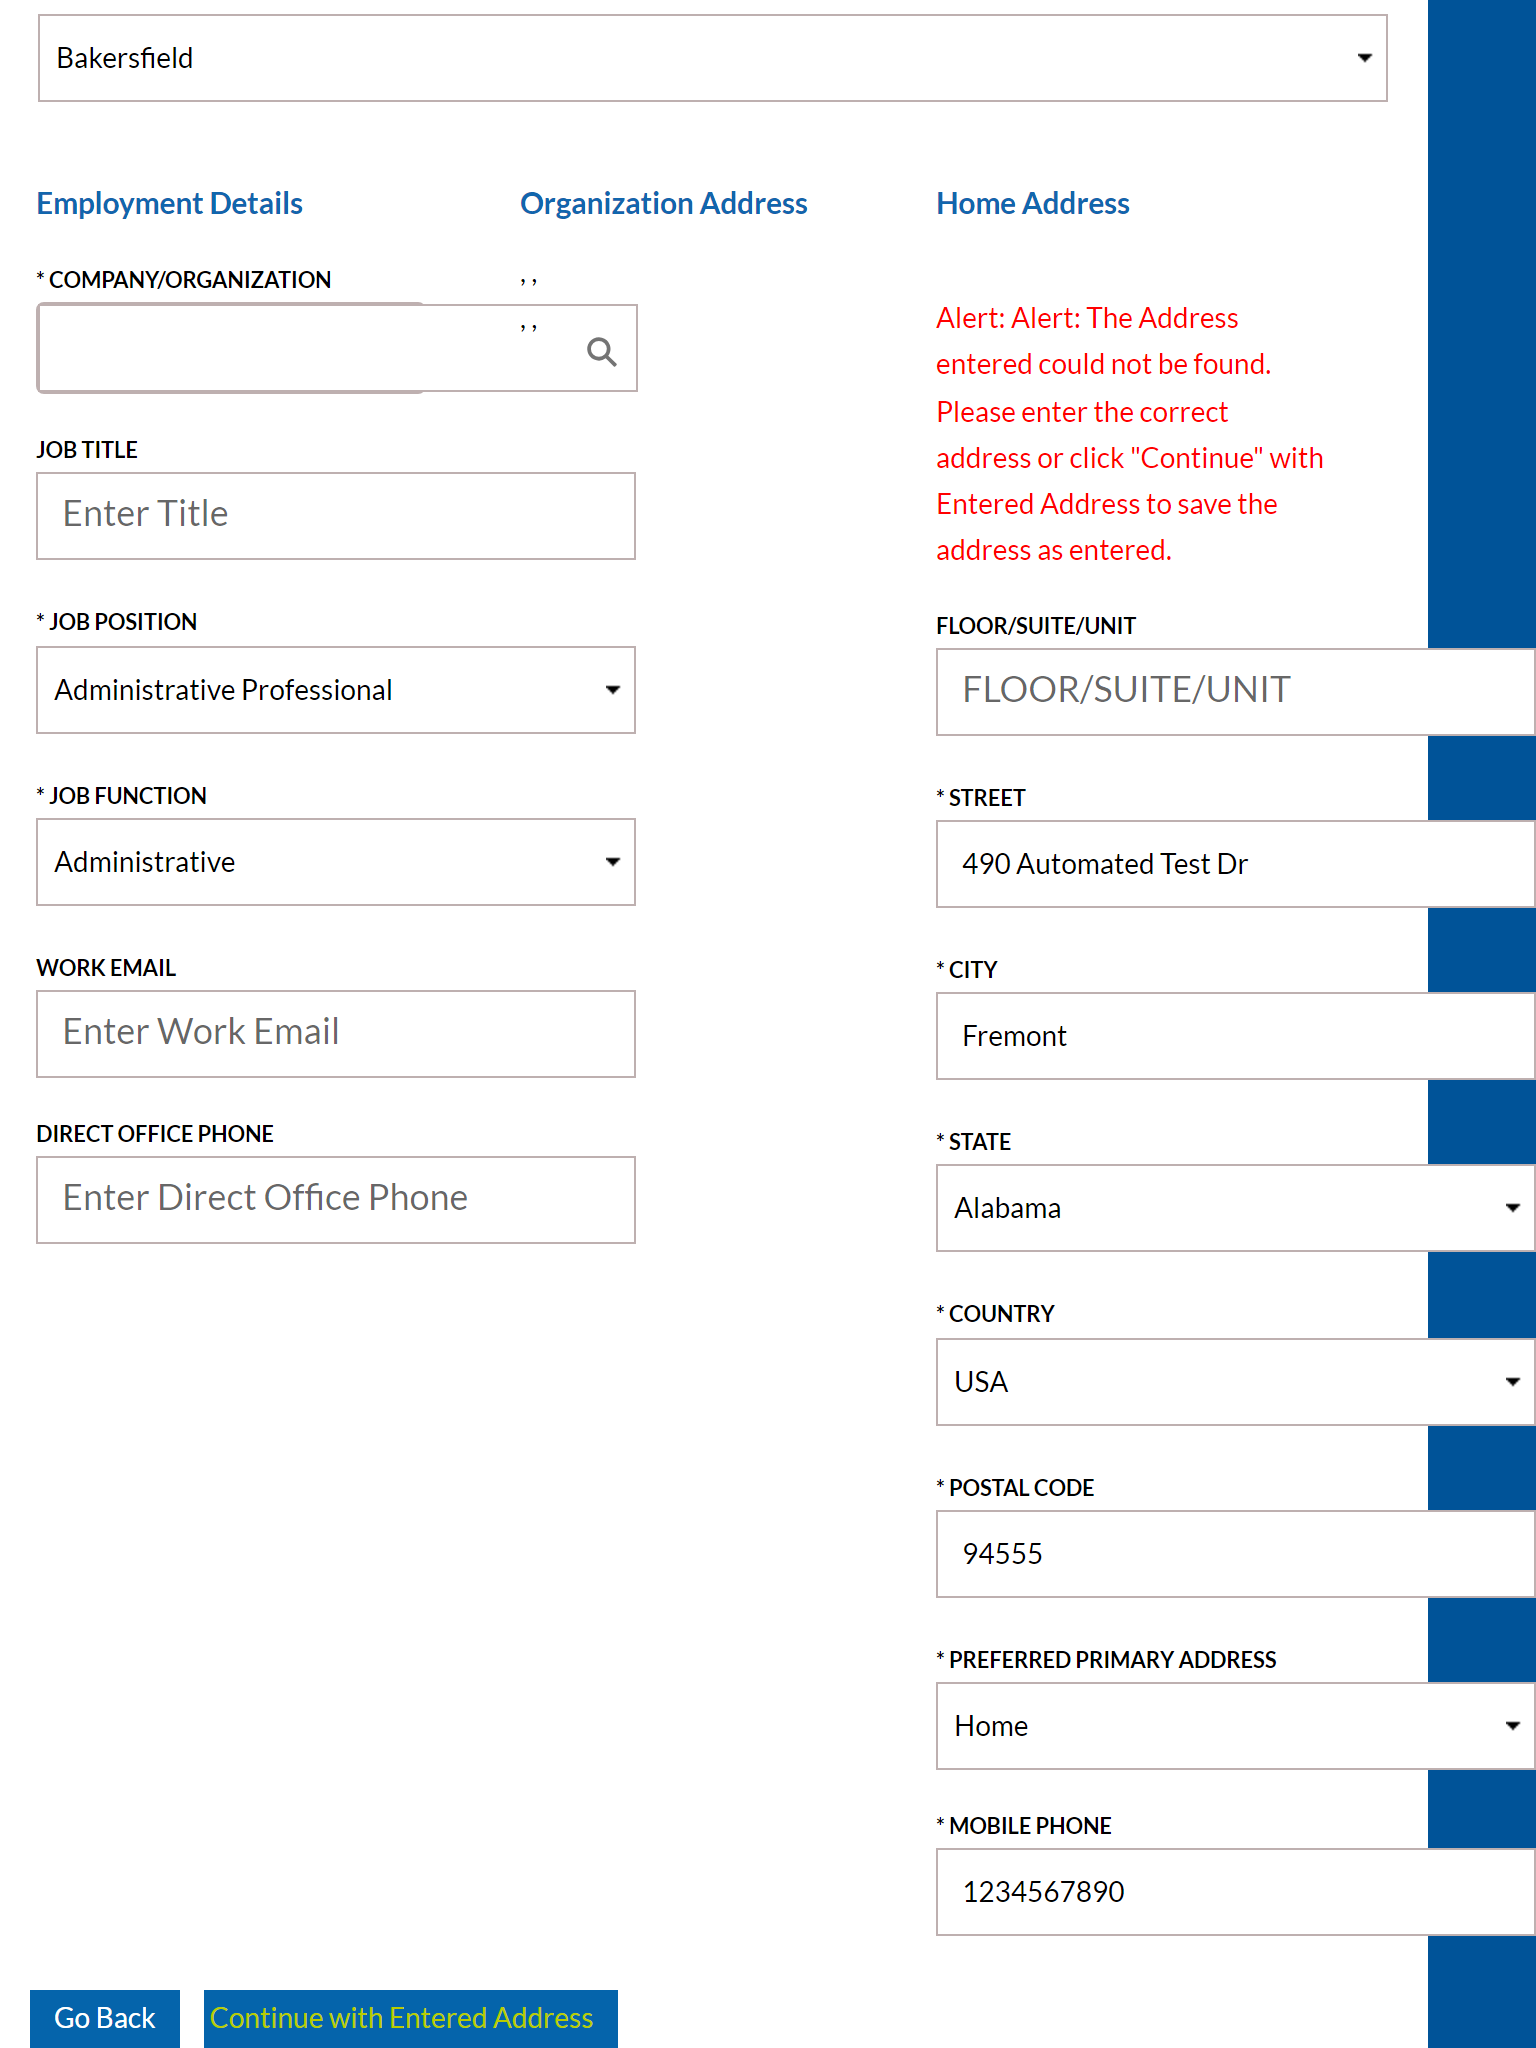 Bakersfield
Employment Details
* COMPANY/ORGANIZATION
JOB TITLE
Enter Title
* JOB POSITION
Administrative Professional
* JOB FUNCTION
Administrative
WORK EMAIL
Enter Work Email
DIRECT OFFICE PHONE
Enter Direct Office Phone
Organization Address
, ,
, ,
Home Address
Alert: Alert: The Address
entered could not be found.
Please enter the correct
address or click "Continue" with
Entered Address to save the
address as entered.
FLOOR/SUITE/UNIT
FLOOR/SUITE/UNIT
* STREET
490 Automated Test Dr
* CITY
Fremont
* STATE
Alabama
* COUNTRY
USA
* POSTAL CODE
94555
* PREFERRED PRIMARY ADDRESS
Home
* MOBILE PHONE
1234567890
Go Back
Continue with Entered Address